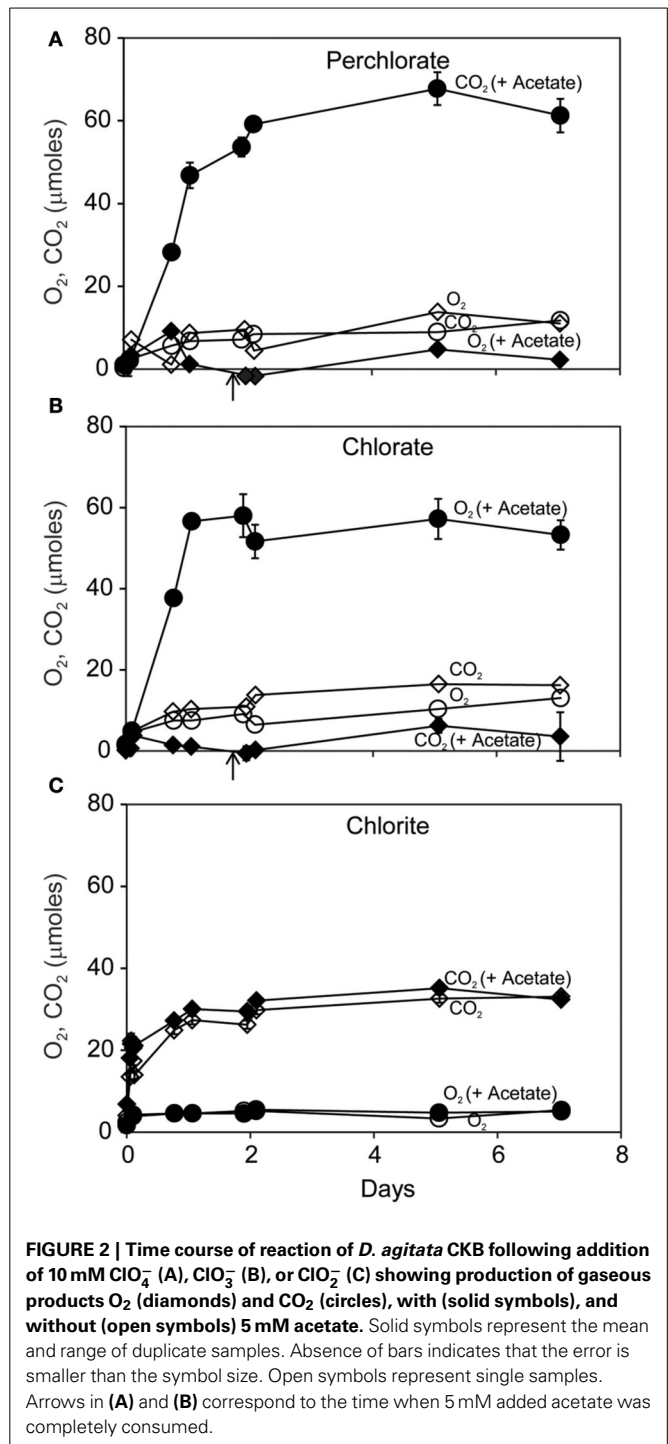 A
80
Perchlorate
CO₂ (+ Acetate)
60
40
O₂, CO₂ (μmoles)
20
O₂
CO₂
O₂ (+ Acetate)
0
B
80
Chlorate
60
O₂ (+ Acetate)
40
O₂, CO₂ (μmoles)
20
CO₂
O₂
CO₂ (+ Acetate)
0
C
80
Chlorite
60
40
O₂, CO₂ (μmoles)
CO₂ (+ Acetate)
CO₂
20
O₂ (+ Acetate)
O₂
0
0 2 4 6 8
Days
FIGURE 2 | Time course of reaction of D. agitata CKB following addition
of 10 mM ClO₄⁻ (A), ClO₃⁻ (B), or ClO₂⁻ (C) showing production of gaseous
products O₂ (diamonds) and CO₂ (circles), with (solid symbols), and
without (open symbols) 5 mM acetate. Solid symbols represent the mean
and range of duplicate samples. Absence of bars indicates that the error is
smaller than the symbol size. Open symbols represent single samples.
Arrows in (A) and (B) correspond to the time when 5 mM added acetate was
completely consumed.